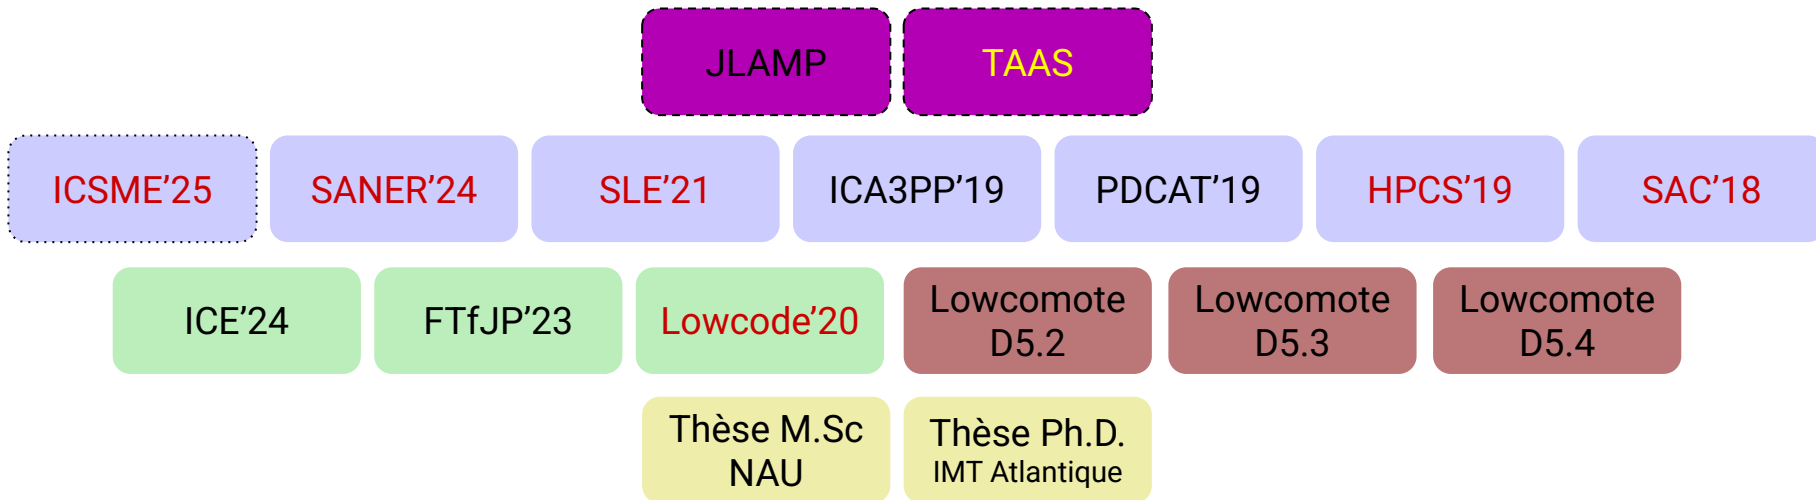 JLAMP
TAAS
ICSME’25
SANER’24
SLE’21
ICA3PP’19
PDCAT’19
HPCS’19
SAC’18
ICE’24
FTfJP’23
Lowcode’20
Lowcomote
D5.2
Lowcomote
D5.3
Lowcomote
D5.4
Thèse M.Sc
NAU
Thèse Ph.D.
IMT Atlantique